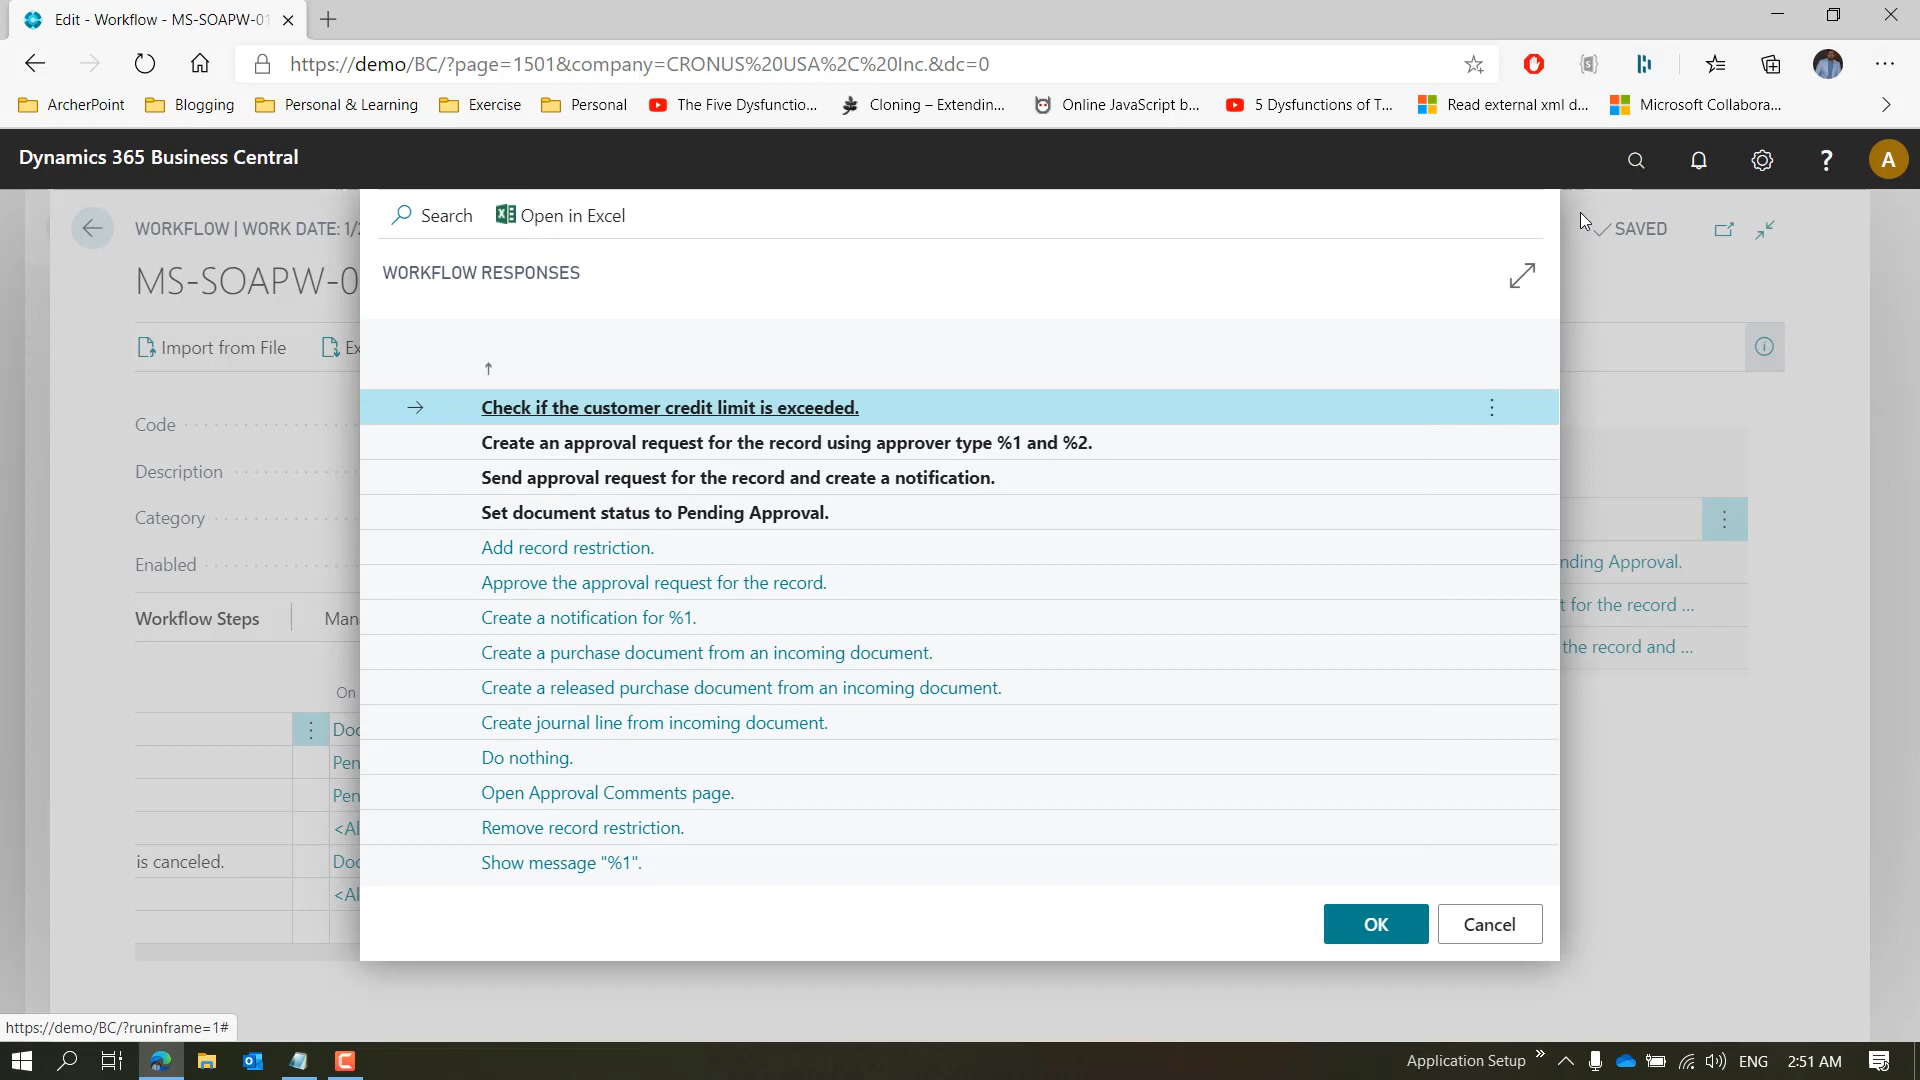 Edit - Workflow - MS-SOAPW-01
https://demo/BC/?page=1501&company=CRONUS%20USA%2C%20Inc.&dc=0
ArcherPoint Blogging Personal & Learning Exercise Personal The Five Dysfunctio... Cloning – Extendin... Online JavaScript b... 5 Dysfunctions of T... Read external xml d... Microsoft Collabora...
Dynamics 365 Business Central
A
Search Open in Excel
WORKFLOW | WORK DATE: 1/2
SAVED
WORKFLOW RESPONSES
MS-SOAPW-0
Import from File Ex
Check if the customer credit limit is exceeded.
Code
Create an approval request for the record using approver type %1 and %2.
Description
Send approval request for the record and create a notification.
Category
Set document status to Pending Approval.
Add record restriction.
Enabled
nding Approval.
Approve the approval request for the record.
t for the record ...
Workflow Steps Man
Create a notification for %1.
the record and ...
Create a purchase document from an incoming document.
On
Create a released purchase document from an incoming document.
Doc
Create journal line from incoming document.
Pen
Do nothing.
Pen
Open Approval Comments page.
<Al
Remove record restriction.
is canceled. Doc
Show message "%1".
<Al
OK Cancel
https://demo/BC/?runinframe=1#
Application Setup ENG 2:51 AM